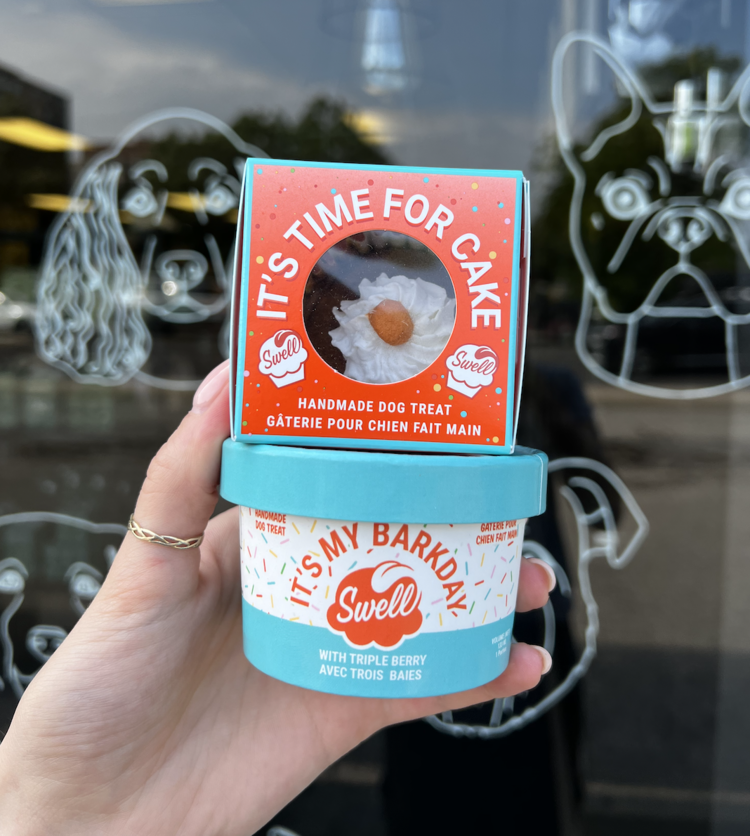 IT'S TIME FOR CAKE
Swell
Swell
HANDMADE DOG TREAT
GÂTERIE POUR CHIEN FAIT MAIN
HANDMADE
DOG TREAT
IT'S MY BARKDAY
GÂTERIE POUR
CHIEN FAIT MAIN
Swell
WITH TRIPLE BERRY
AVEC TROIS BAIES